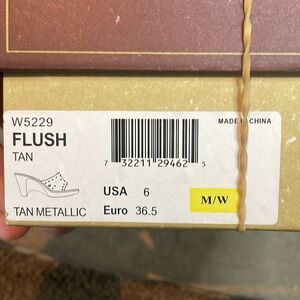 W5229
MADE IN CHINA
FLUSH
TAN
7 32211 29462 5
USA 6
M/W
TAN METALLIC
Euro 36.5